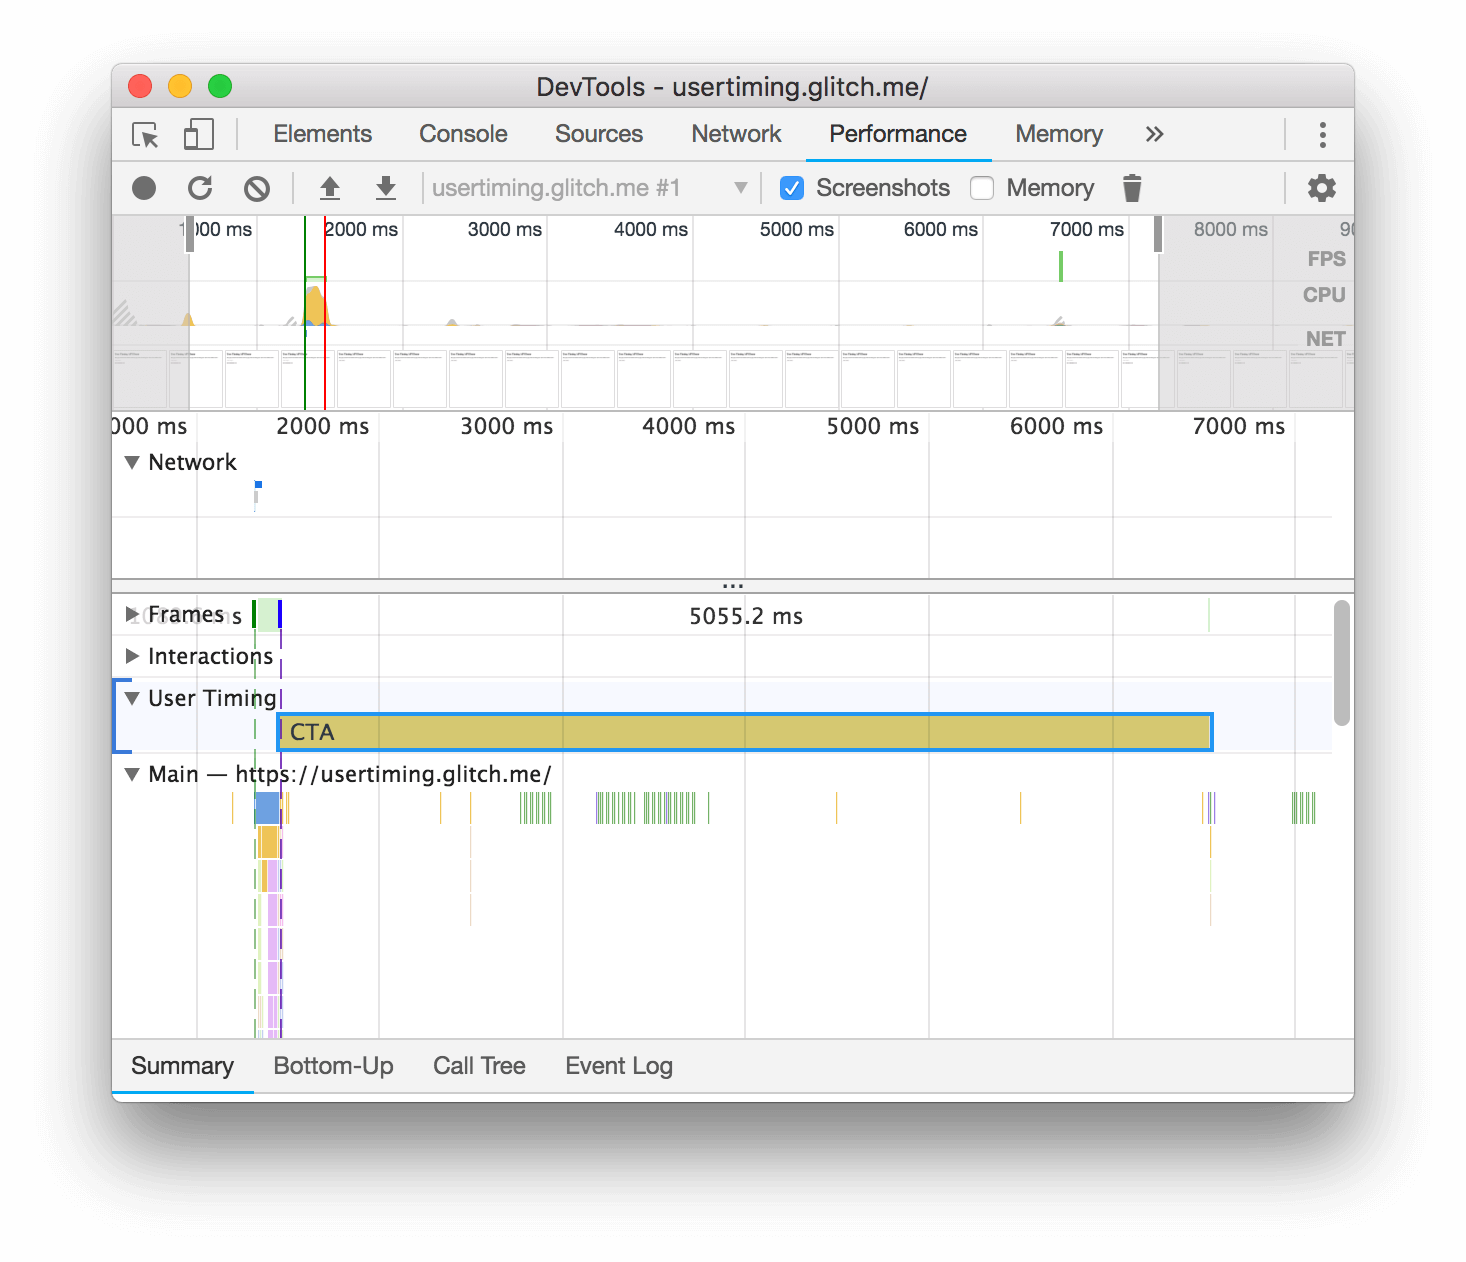 DevTools - usertiming.glitch.me/
Elements Console Sources Network Performance Memory »
usertiming.glitch.me #1 Screenshots Memory
000 ms 2000 ms 3000 ms 4000 ms 5000 ms 6000 ms 7000 ms 8000 ms 90
FPS
CPU
NET
000 ms 2000 ms 3000 ms 4000 ms 5000 ms 6000 ms 7000 ms
Network
...
Frames s 5055.2 ms
Interactions
User Timing
CTA
Main — https://usertiming.glitch.me/
Summary Bottom-Up Call Tree Event Log